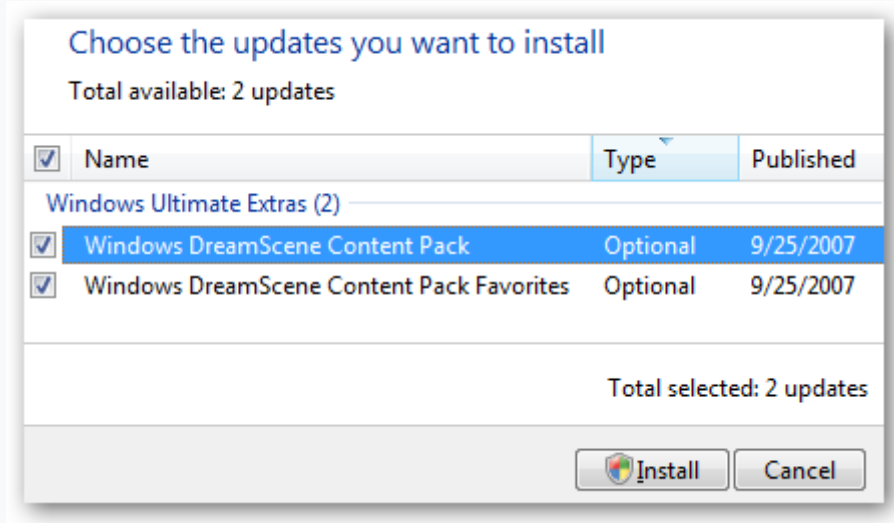 Choose the updates you want to install
Total available: 2 updates
Name Type Published
Windows Ultimate Extras (2)
Windows DreamScene Content Pack Optional 9/25/2007
Windows DreamScene Content Pack Favorites Optional 9/25/2007
Total selected: 2 updates
Install Cancel